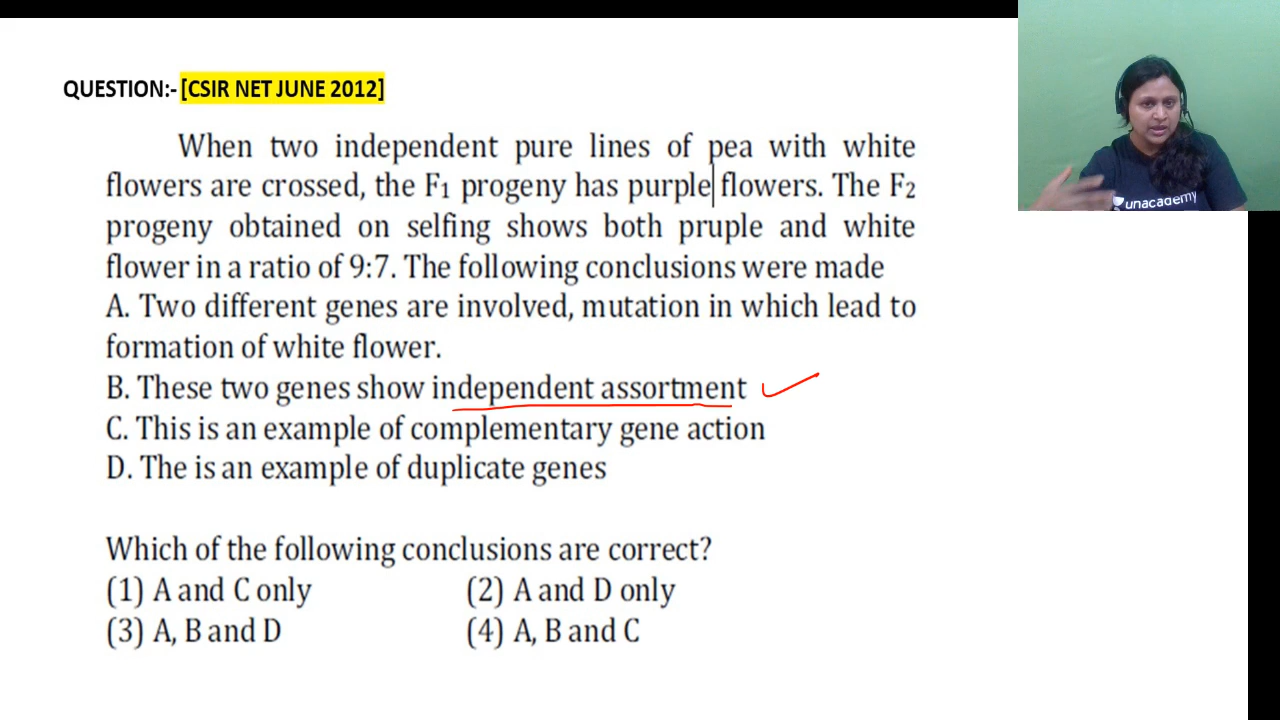 QUESTION:- [CSIR NET JUNE 2012]
When two independent pure lines of pea with white
flowers are crossed, the F₁ progeny has purple flowers. The F₂
progeny obtained on selfing shows both pruple and white
flower in a ratio of 9:7. The following conclusions were made
A. Two different genes are involved, mutation in which lead to
formation of white flower.
B. These two genes show independent assortment
C. This is an example of complementary gene action
D. The is an example of duplicate genes
Which of the following conclusions are correct?
(1) A and C only (2) A and D only
(3) A, B and D (4) A, B and C
unacademy